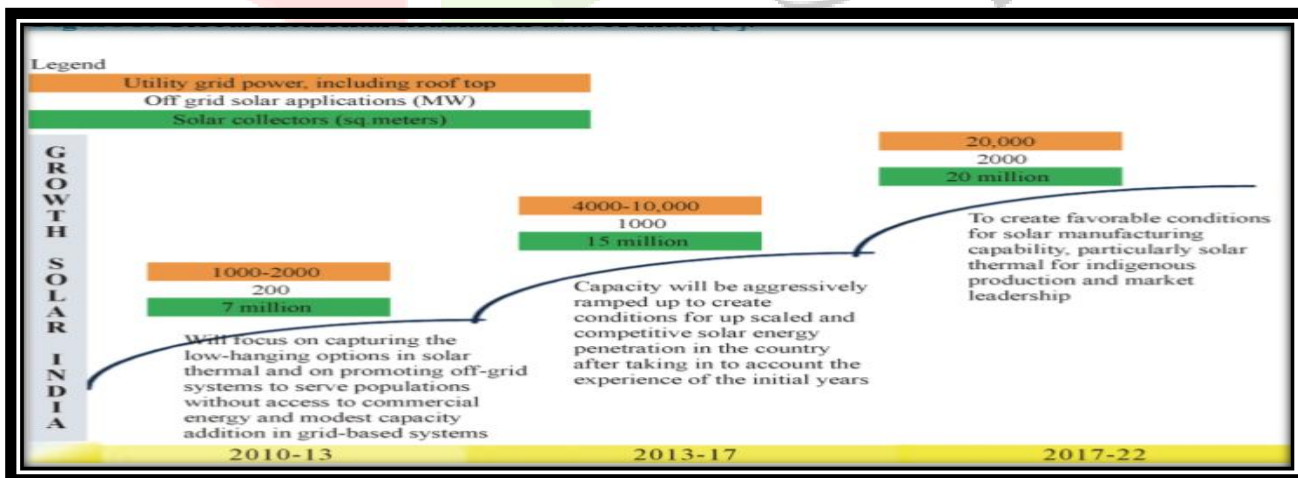 Legend
Utility grid power, including roof top
Off grid solar applications (MW)
Solar collectors (sq.meters)
GROWTH SOLAR INDIA
1000-2000
200
7 million
Will focus on capturing the
low-hanging options in solar
thermal and on promoting off-grid
systems to serve populations
without access to commercial
energy and modest capacity
addition in grid-based systems
2010-13
4000-10,000
1000
15 million
Capacity will be aggressively
ramped up to create
conditions for up scaled and
competitive solar energy
penetration in the country
after taking in to account the
experience of the initial years
2013-17
20,000
2000
20 million
To create favorable conditions
for solar manufacturing
capability, particularly solar
thermal for indigenous
production and market
leadership
2017-22